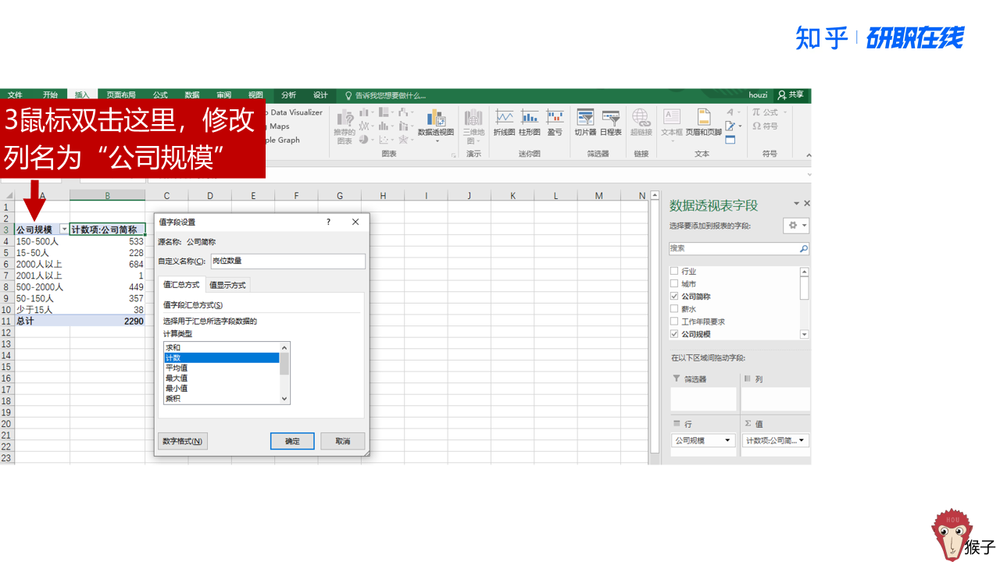 知乎 | 研职在线
文件 开始 插入 页面布局 公式 数据 审阅 视图 分析 设计 告诉我您想要做什么... houzi 共享
3鼠标双击这里，修改
列名为“公司规模”
Data Visualizer
Maps
ple Graph
推荐的
图表
数据透视图
三维地
图
折线图 柱形图 盈亏
切片器 日程表
超链接
文本框 页眉和页脚
π 公式
Ω 符号
图表 演示 迷你图 筛选器 链接 文本 符号
A B C D E F G H I J K L M N
1
2
3 公司规模 计数项:公司简称
4 150-500人 533
5 15-50人 228
6 2000人以上 684
7 2001人以上 1
8 500-2000人 449
9 50-150人 357
10 少于15人 38
11 总计 2290
12
13
14
15
16
17
18
19
20
21
22
23
值字段设置 ? ×
源名称: 公司简称
自定义名称(C): 岗位数量
值汇总方式 值显示方式
值字段汇总方式(S)
选择用于汇总所选字段数据的
计算类型
求和
计数
平均值
最大值
最小值
乘积
数字格式(N) 确定 取消
数据透视表字段
选择要添加到报表的字段:
搜索
行业
城市
公司简称
薪水
工作年限要求
公司规模
在以下区域间拖动字段:
筛选器 列
行 Σ 值
公司规模 计数项:公司简...
HOU
猴子